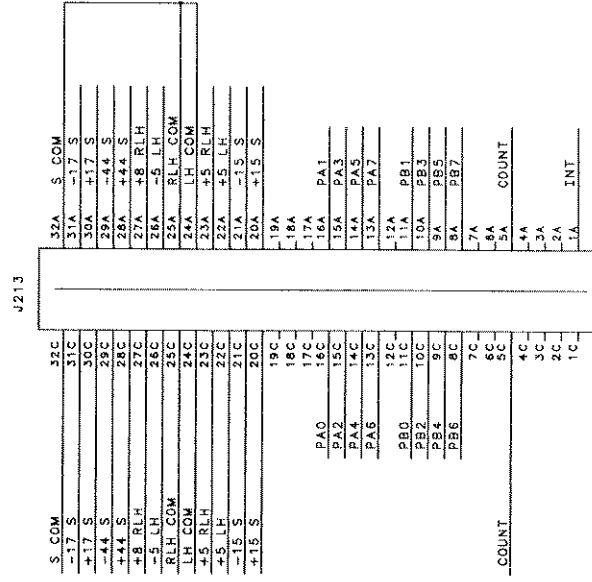 J213
S COM 32C 32A S COM
-17 S 31C 31A -17 S
+17 S 30C 30A +17 S
-44 S 29C 29A -44 S
+44 S 28C 28A +44 S
+8 RLH 27C 27A +8 RLH
-5 LH 26C 26A -5 LH
RLH COM 25C 25A RLH COM
LH COM 24C 24A LH COM
+5 RLH 23C 23A +5 RLH
+5 LH 22C 22A +5 LH
-15 S 21C 21A -15 S
+15 S 20C 20A +15 S
19C 19A
18C 18A
17C 17A
PA0 16C 16A PA1
PA2 15C 15A PA3
PA4 14C 14A PA5
PA6 13C 13A PA7
12C 12A
PB0 11C 11A PB1
PB2 10C 10A PB3
PB4 9C 9A PB5
PB6 8C 8A PB7
7C 7A
6C 6A
COUNT 5C 5A COUNT
4C 4A
3C 3A
2C 2A
1C 1A INT